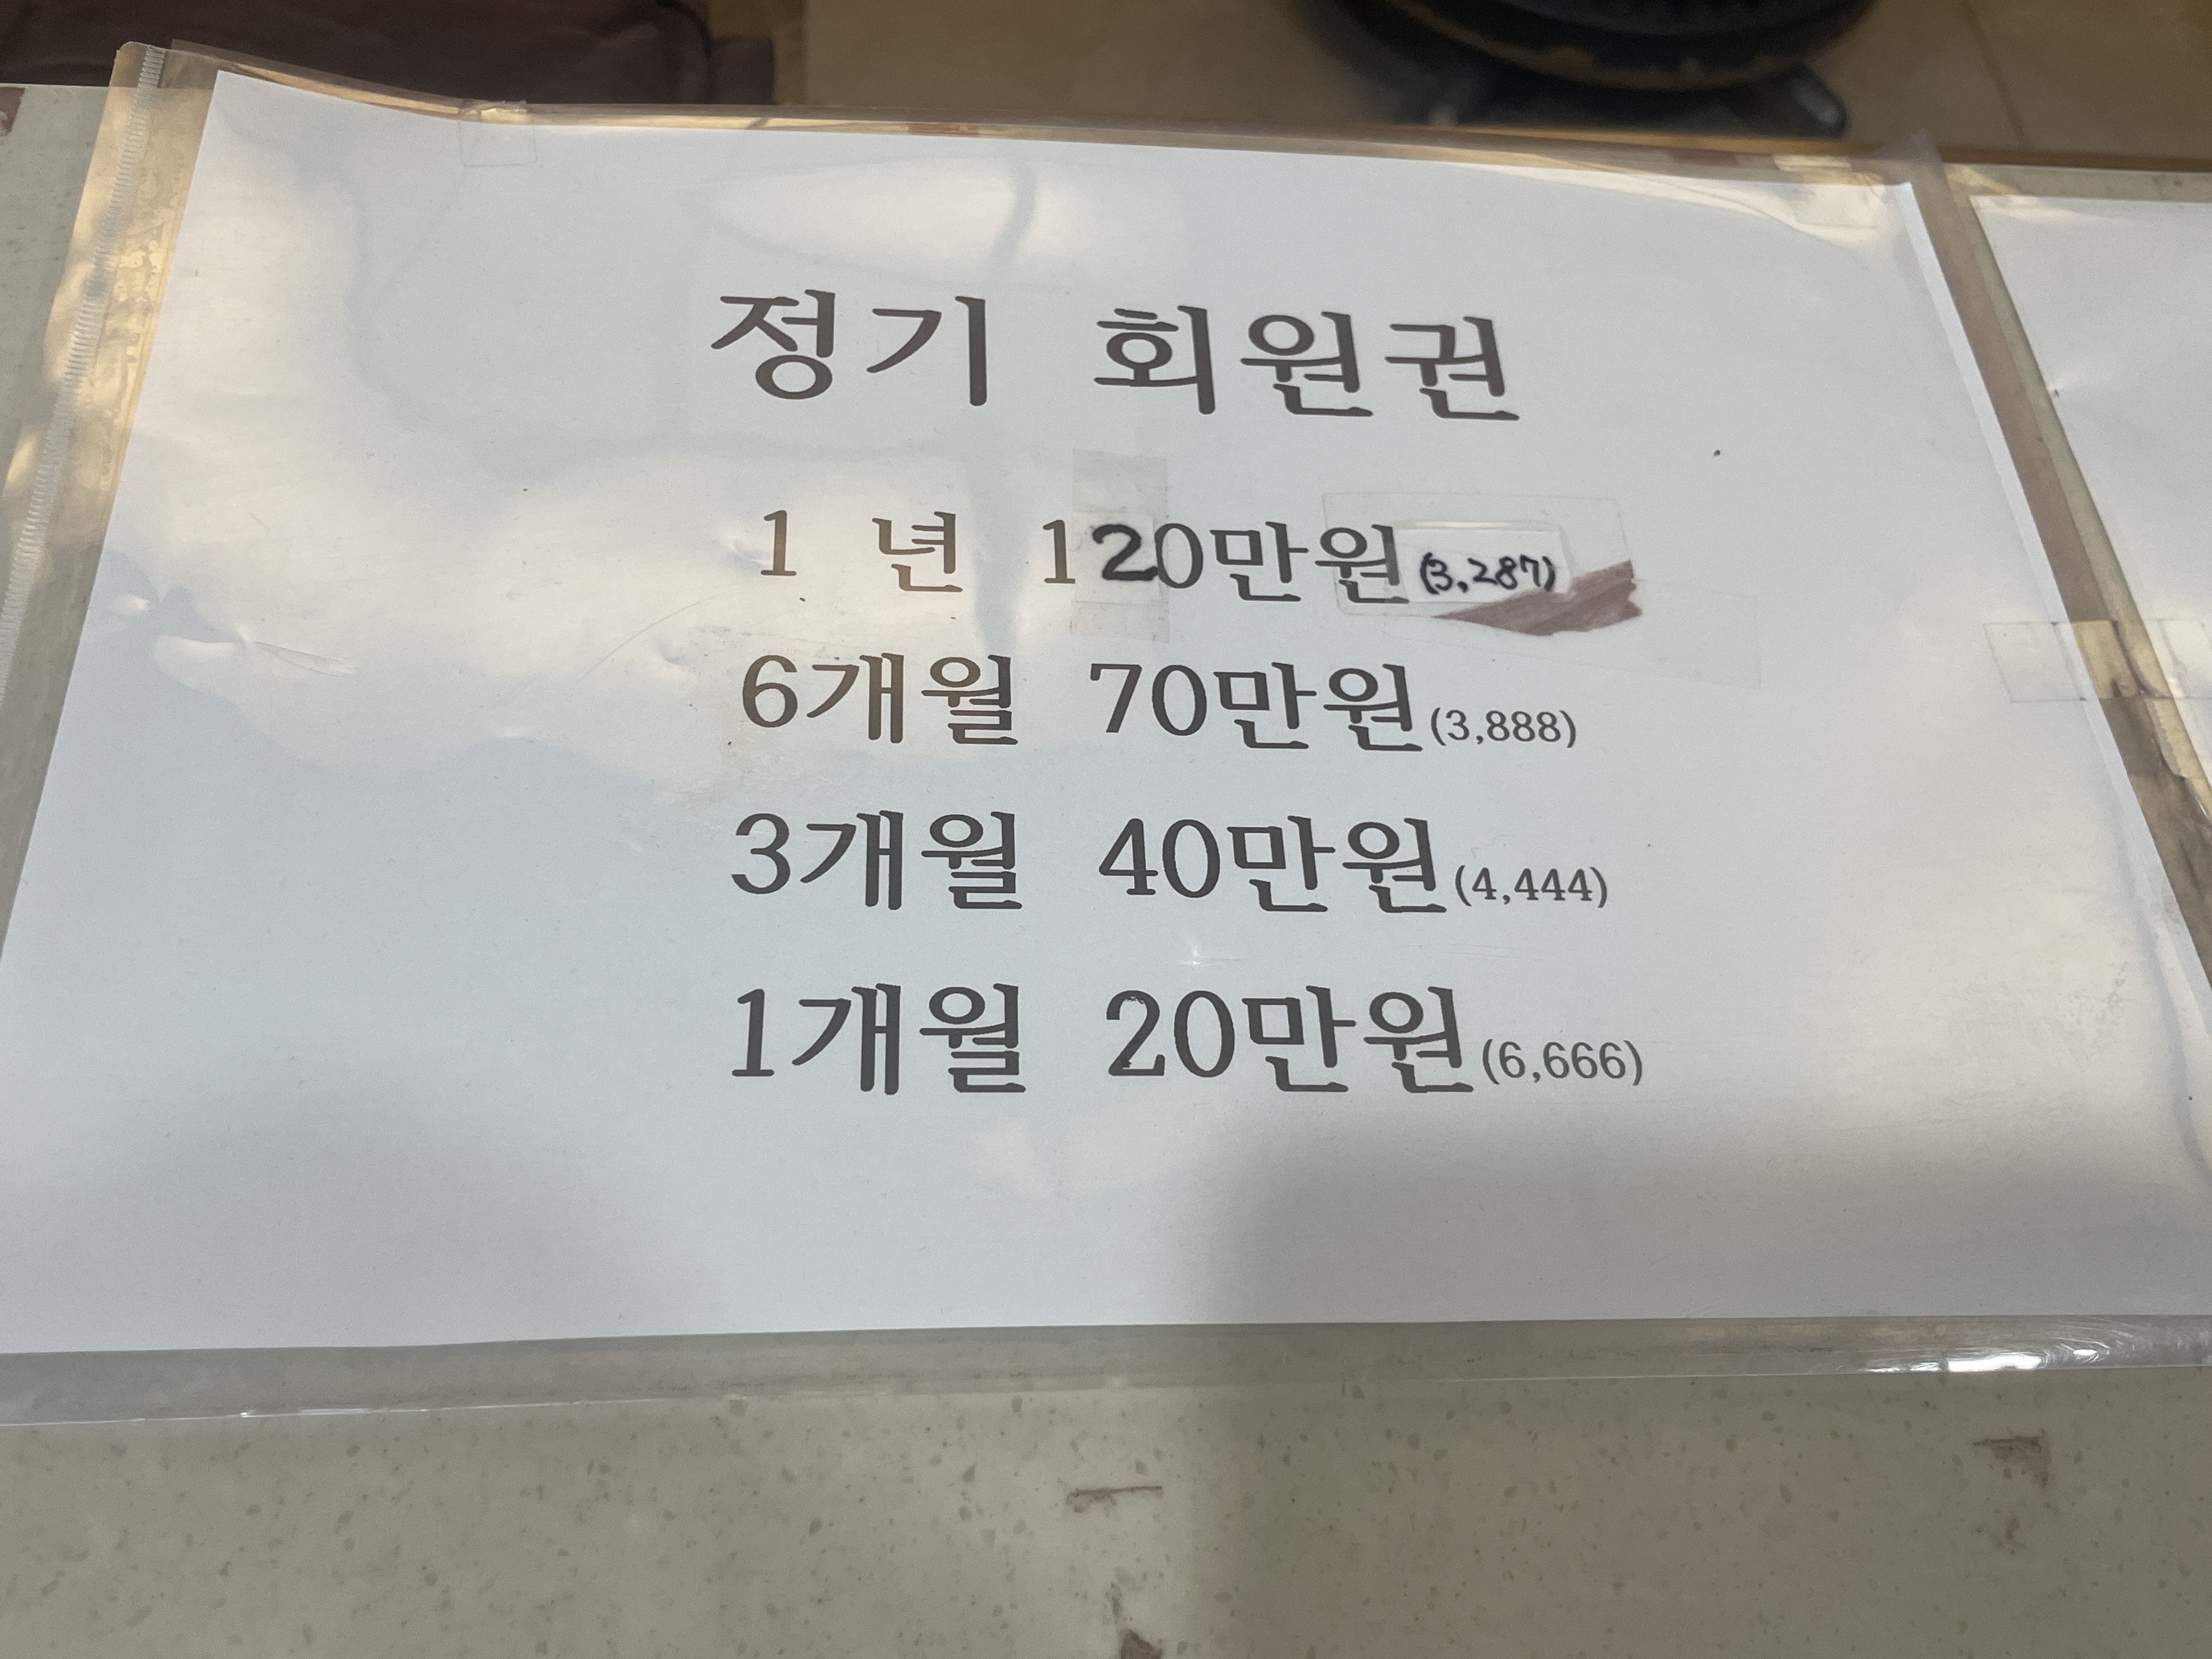 정기 회원권
1 년 120만원(3,287)
6개월 70만원(3,888)
3개월 40만원(4,444)
1개월 20만원(6,666)